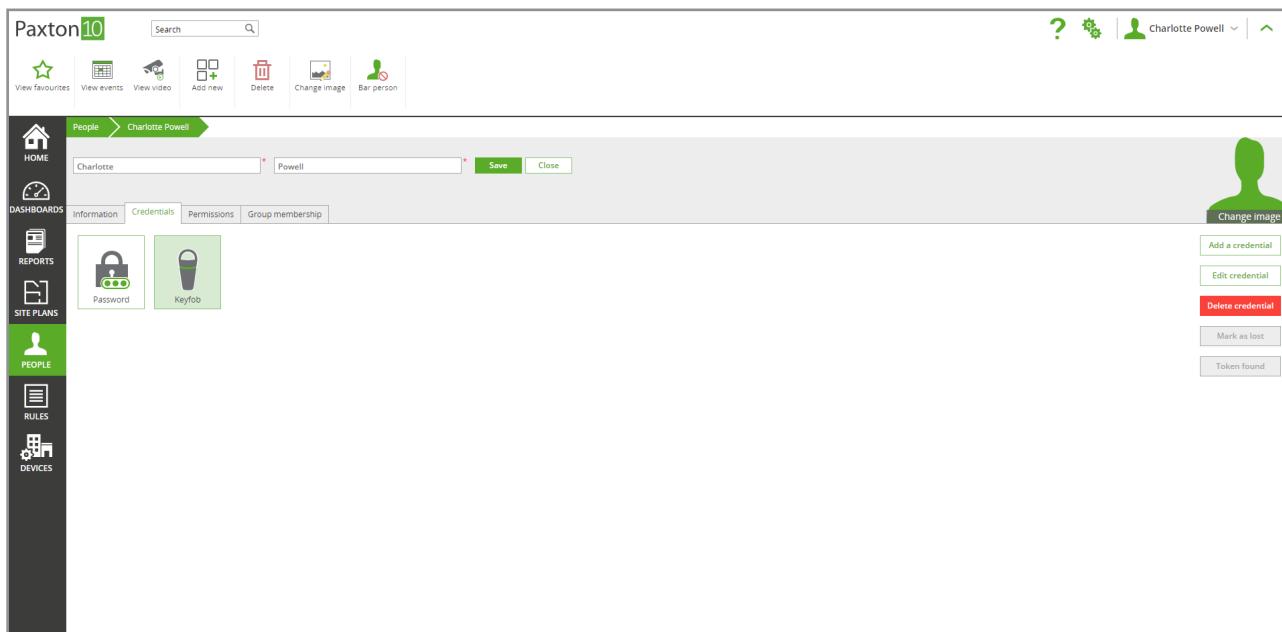 Paxton10
Search
Charlotte Powell
View favourites
View events
View video
Add new
Delete
Change image
Bar person
People
Charlotte Powell
Charlotte
*
Powell
*
Save
Close
Change image
Information
Credentials
Permissions
Group membership
HOME
DASHBOARDS
REPORTS
SITE PLANS
PEOPLE
RULES
DEVICES
Password
Keyfob
Add a credential
Edit credential
Delete credential
Mark as lost
Token found